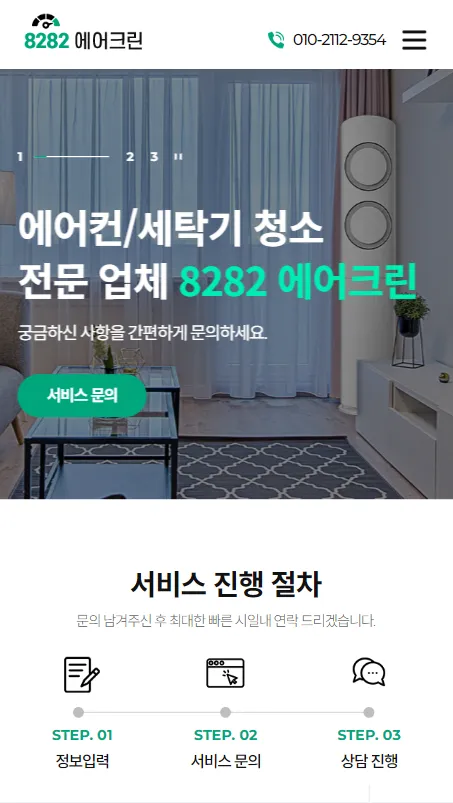 8282 에어크린
010-2112-9354
1 2 3
에어컨/세탁기 청소
전문 업체 8282 에어크린
궁금하신 사항을 간편하게 문의하세요.
서비스 문의
서비스 진행 절차
문의 남겨주신 후 최대한 빠른 시일내 연락 드리겠습니다.
STEP. 01 STEP. 02 STEP. 03
정보입력 서비스 문의 상담 진행